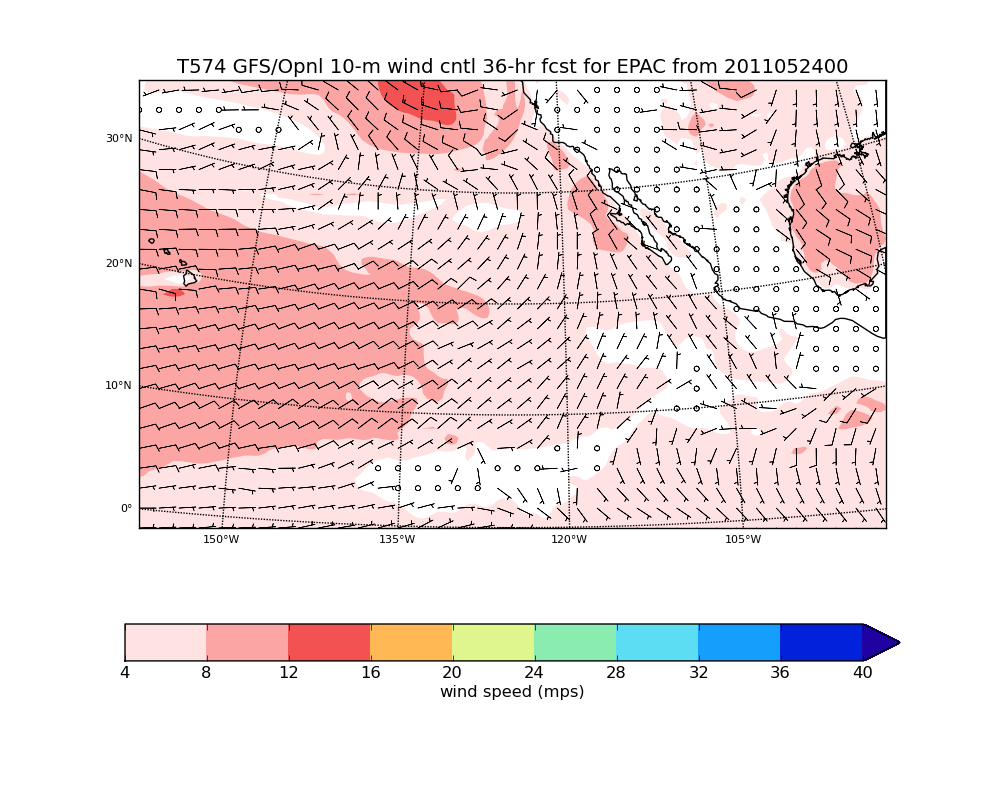 T574 GFS/Opnl 10-m wind cntl 36-hr fcst for EPAC from 2011052400
30°N
20°N
10°N
0°
150°W 135°W 120°W 105°W
4 8 12 16 20 24 28 32 36 40
wind speed (mps)